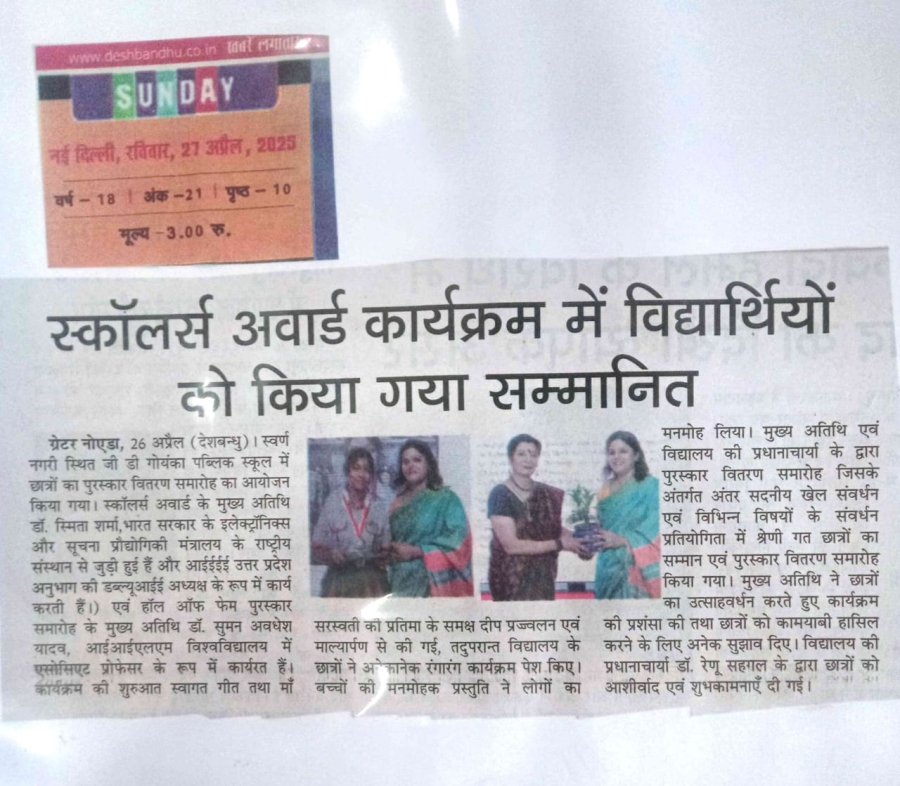 www.deshbandhu.co.in खबरें लगातार
SUNDAY
नई दिल्ली, रविवार, 27 अप्रैल, 2025
वर्ष - 18 | अंक -21 | पृष्ठ - 10
मूल्य -3.00 रु.
स्कॉलर्स अवार्ड कार्यक्रम में विद्यार्थियों
को किया गया सम्मानित
ग्रेटर नोएडा, 26 अप्रैल (देशबन्धु)। स्वर्ण
नगरी स्थित जी डी गोयंका पब्लिक स्कूल में
छात्रों का पुरस्कार वितरण समारोह का आयोजन
किया गया। स्कॉलर्स अवार्ड के मुख्य अतिथि
डॉ. स्मिता शर्मा,भारत सरकार के इलेक्ट्रॉनिक्स
और सूचना प्रौद्योगिकी मंत्रालय के राष्ट्रीय
संस्थान से जुड़ी हुई हैं और आईईईई उत्तर प्रदेश
अनुभाग की डब्ल्यूआईई अध्यक्ष के रूप में कार्य
करती हैं।) एवं हॉल ऑफ फेम पुरस्कार
समारोह के मुख्य अतिथि डॉ. सुमन अवधेश
यादव, आईआईएलएम विश्वविद्यालय में
एसोसिएट प्रोफेसर के रूप में कार्यरत हैं।
कार्यक्रम की शुरुआत स्वागत गीत तथा माँ
सरस्वती की प्रतिमा के समक्ष दीप प्रज्ज्वलन एवं
माल्यार्पण से की गई, तदुपरान्त विद्यालय के
छात्रों ने अनेकानेक रंगारंग कार्यक्रम पेश किए।
बच्चों की मनमोहक प्रस्तुति ने लोगों का
मनमोह लिया। मुख्य अतिथि एवं
विद्यालय की प्रधानाचार्या के द्वारा
पुरस्कार वितरण समारोह जिसके
अंतर्गत अंतर सदनीय खेल संवर्धन
एवं विभिन्न विषयों के संवर्धन
प्रतियोगिता में श्रेणी गत छात्रों का
सम्मान एवं पुरस्कार वितरण समारोह
किया गया। मुख्य अतिथि ने छात्रों
का उत्साहवर्धन करते हुए कार्यक्रम
की प्रशंसा की तथा छात्रों को कामयाबी हासिल
करने के लिए अनेक सुझाव दिए। विद्यालय की
प्रधानाचार्या डॉ. रेणू सहगल के द्वारा छात्रों को
आशीर्वाद एवं शुभकामनाएँ दी गई।